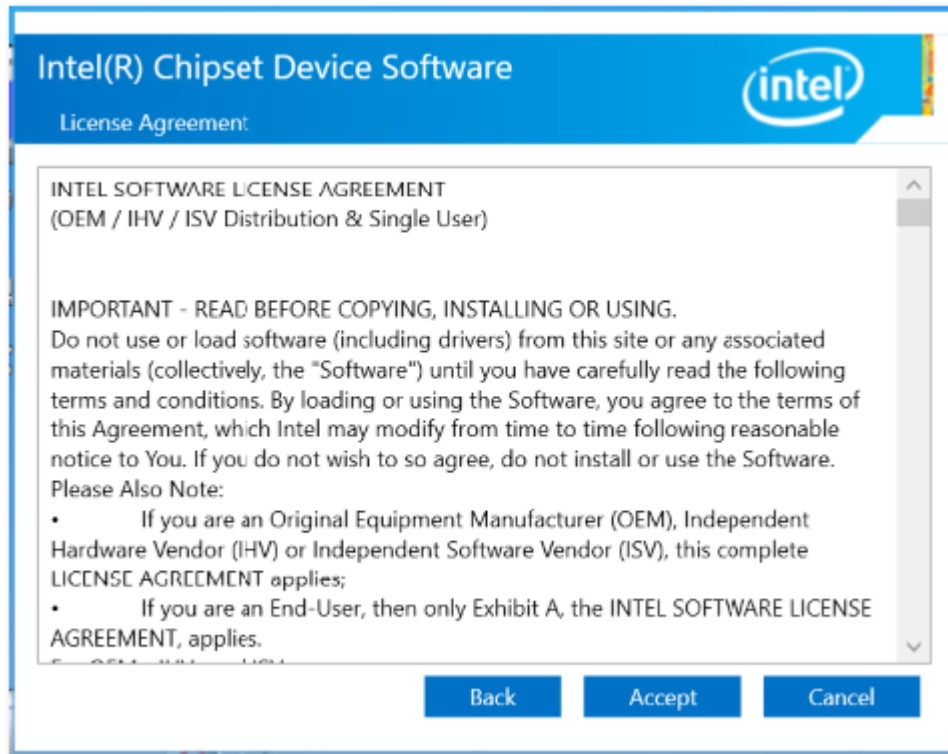 Intel(R) Chipset Device Software
intel
License Agreement
INTEL SOFTWARE LICENSE AGREEMENT
(OEM / IHV / ISV Distribution & Single User)
IMPORTANT - READ BEFORE COPYING, INSTALLING OR USING.
Do not use or load software (including drivers) from this site or any associated
materials (collectively, the "Software") until you have carefully read the following
terms and conditions. By loading or using the Software, you agree to the terms of
this Agreement, which Intel may modify from time to time following reasonable
notice to You. If you do not wish to so agree, do not install or use the Software.
Please Also Note:
• If you are an Original Equipment Manufacturer (OEM), Independent
Hardware Vendor (IHV) or Independent Software Vendor (ISV), this complete
LICENSE AGREEMENT applies;
• If you are an End-User, then only Exhibit A, the INTEL SOFTWARE LICENSE
AGREEMENT, applies.
Back Accept Cancel